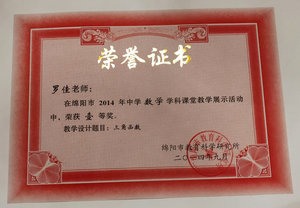 荣誉证书
罗佳老师：
在绵阳市 2014 年中学数学学科课堂教学展示活动
中，荣获 壹 等奖。
教学设计题目：三角函数
绵阳市教育科学研究所
二〇一四年九月